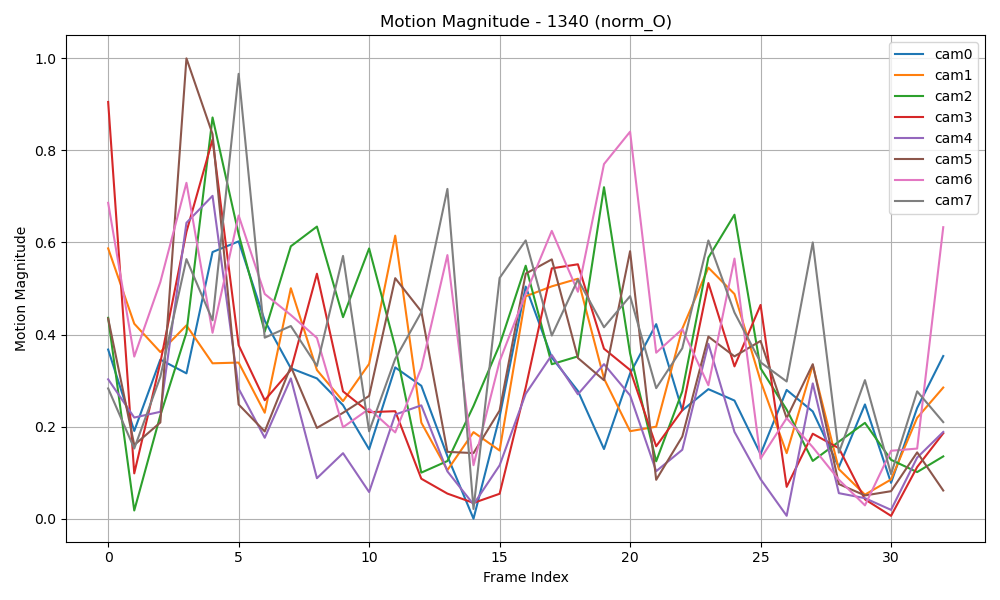 Motion Magnitude - 1340 (norm_O)
1.0
0.8
0.6
0.4
0.2
0.0
Motion Magnitude
0 5 10 15 20 25 30
Frame Index
cam0
cam1
cam2
cam3
cam4
cam5
cam6
cam7